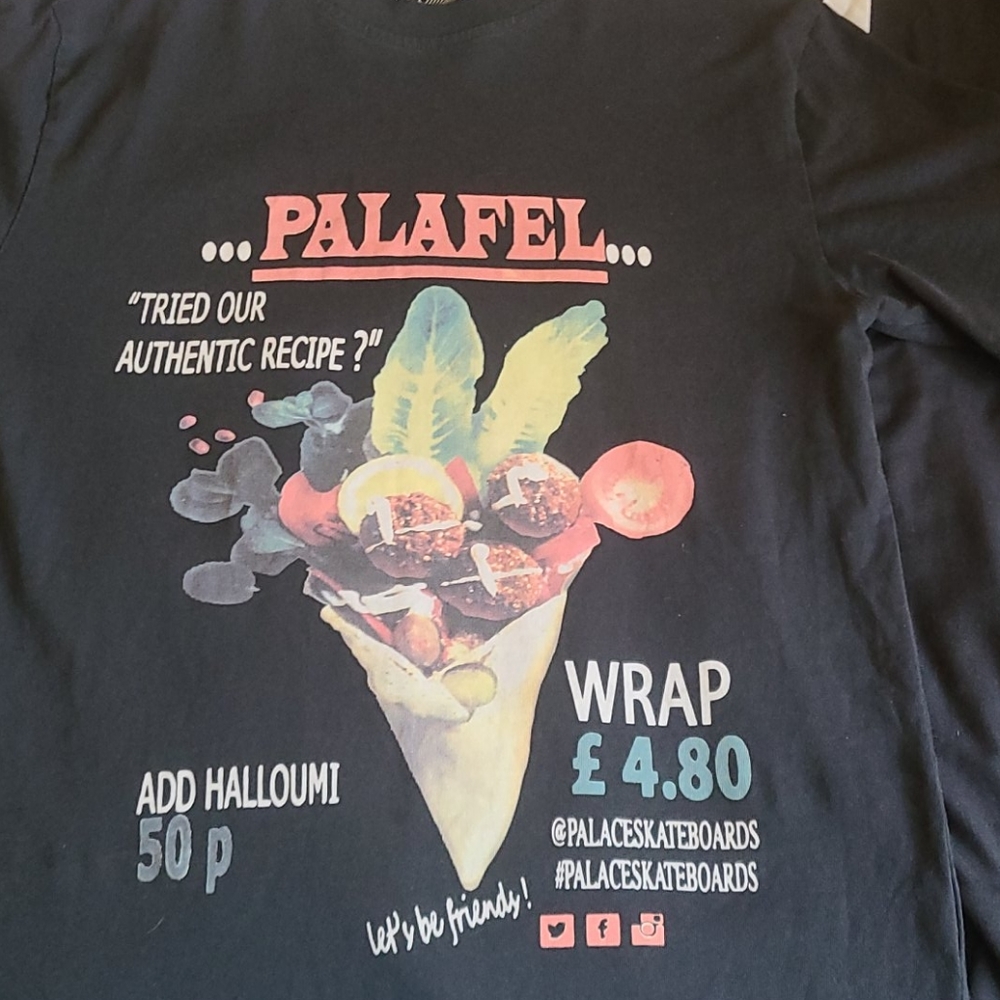 ...PALAFEL...
"TRIED OUR
AUTHENTIC RECIPE ?"
WRAP
£ 4.80
ADD HALLOUMI
50 p
@PALACESKATEBOARDS
#PALACESKATEBOARDS
let's be friends!